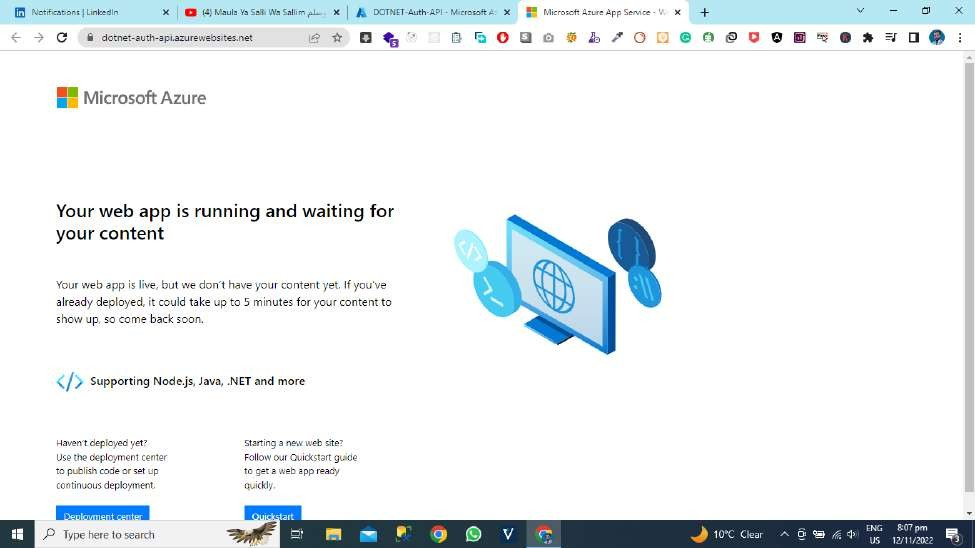 Notifications | LinkedIn
(4) Maula Ya Salli Wa Sallim
DOTNET-Auth-API - Microsoft Az
Microsoft Azure App Service - W
dotnet-auth-api.azurewebsites.net
Microsoft Azure
Your web app is running and waiting for
your content
Your web app is live, but we don't have your content yet. If you've
already deployed, it could take up to 5 minutes for your content to
show up, so come back soon.
Supporting Node.js, Java, .NET and more
Haven't deployed yet?
Use the deployment center
to publish code or set up
continuous deployment.
Deployment center
Starting a new web site?
Follow our Quickstart guide
to get a web app ready
quickly.
Quickstart
Type here to search
10°C Clear
ENG
US
8:07 pm
12/11/2022
3